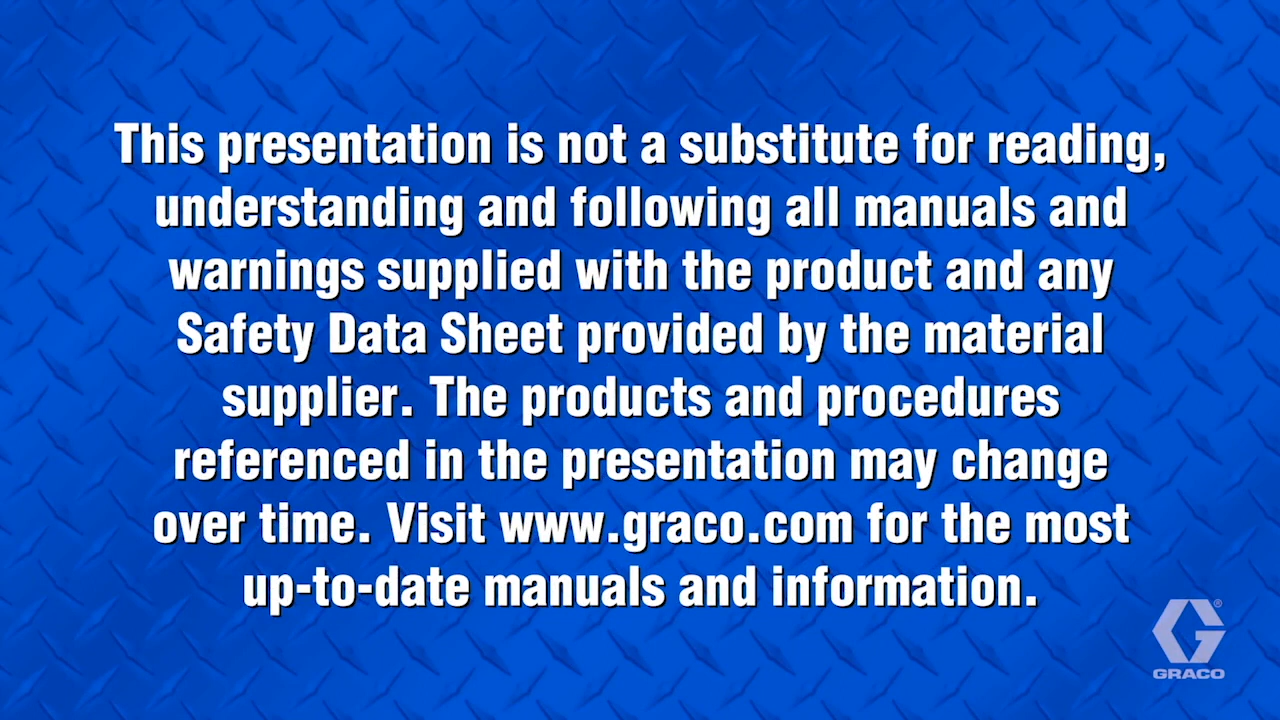 This presentation is not a substitute for reading,
understanding and following all manuals and
warnings supplied with the product and any
Safety Data Sheet provided by the material
supplier. The products and procedures
referenced in the presentation may change
over time. Visit www.graco.com for the most
up-to-date manuals and information.
G®
GRACO